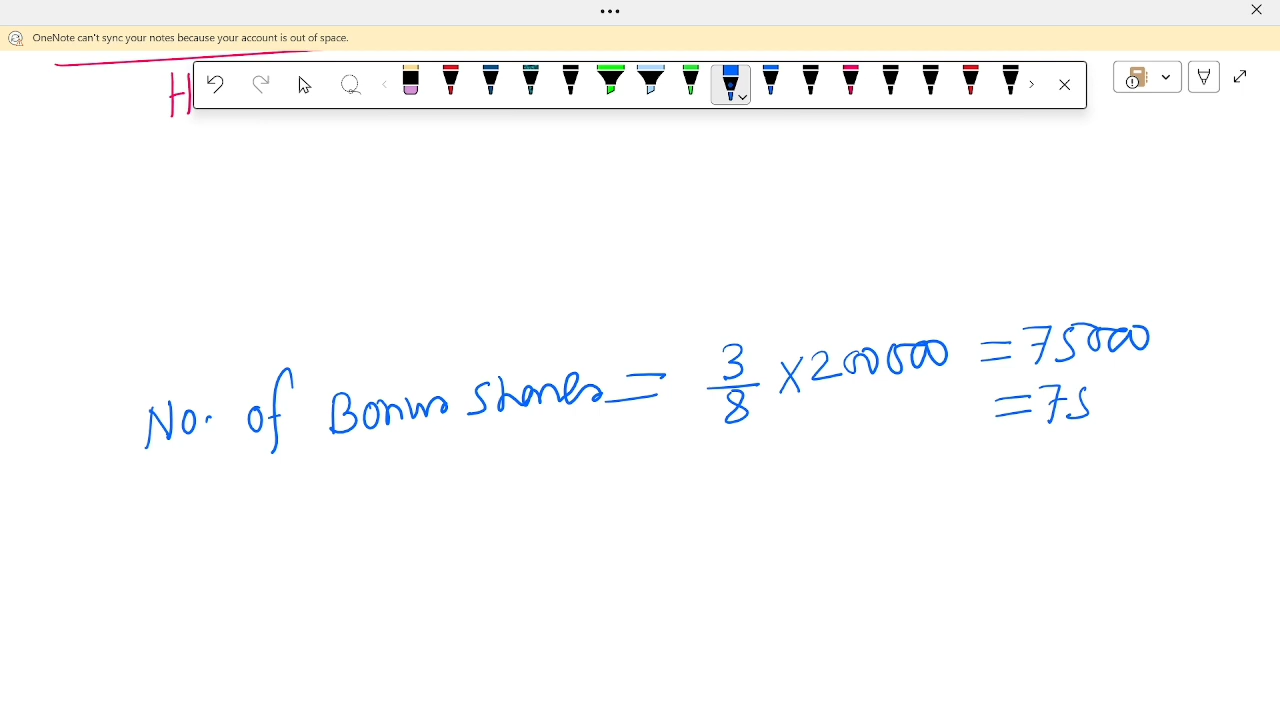 OneNote can't sync your notes because your account is out of space.
H
No. of Bonus shares = 3/8 × 200000 = 75000
= 75